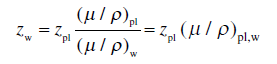 z_w = z_pl (μ / ρ)_pl / (μ / ρ)_w = z_pl (μ / ρ)_pl,w